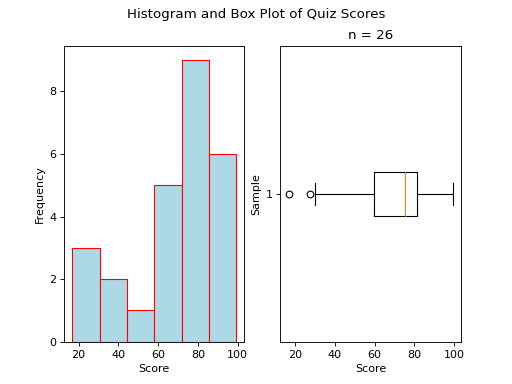 Histogram and Box Plot of Quiz Scores
n = 26
Frequency
8
6
4
2
0
20 40 60 80 100
Score
Sample
1
20 40 60 80 100
Score